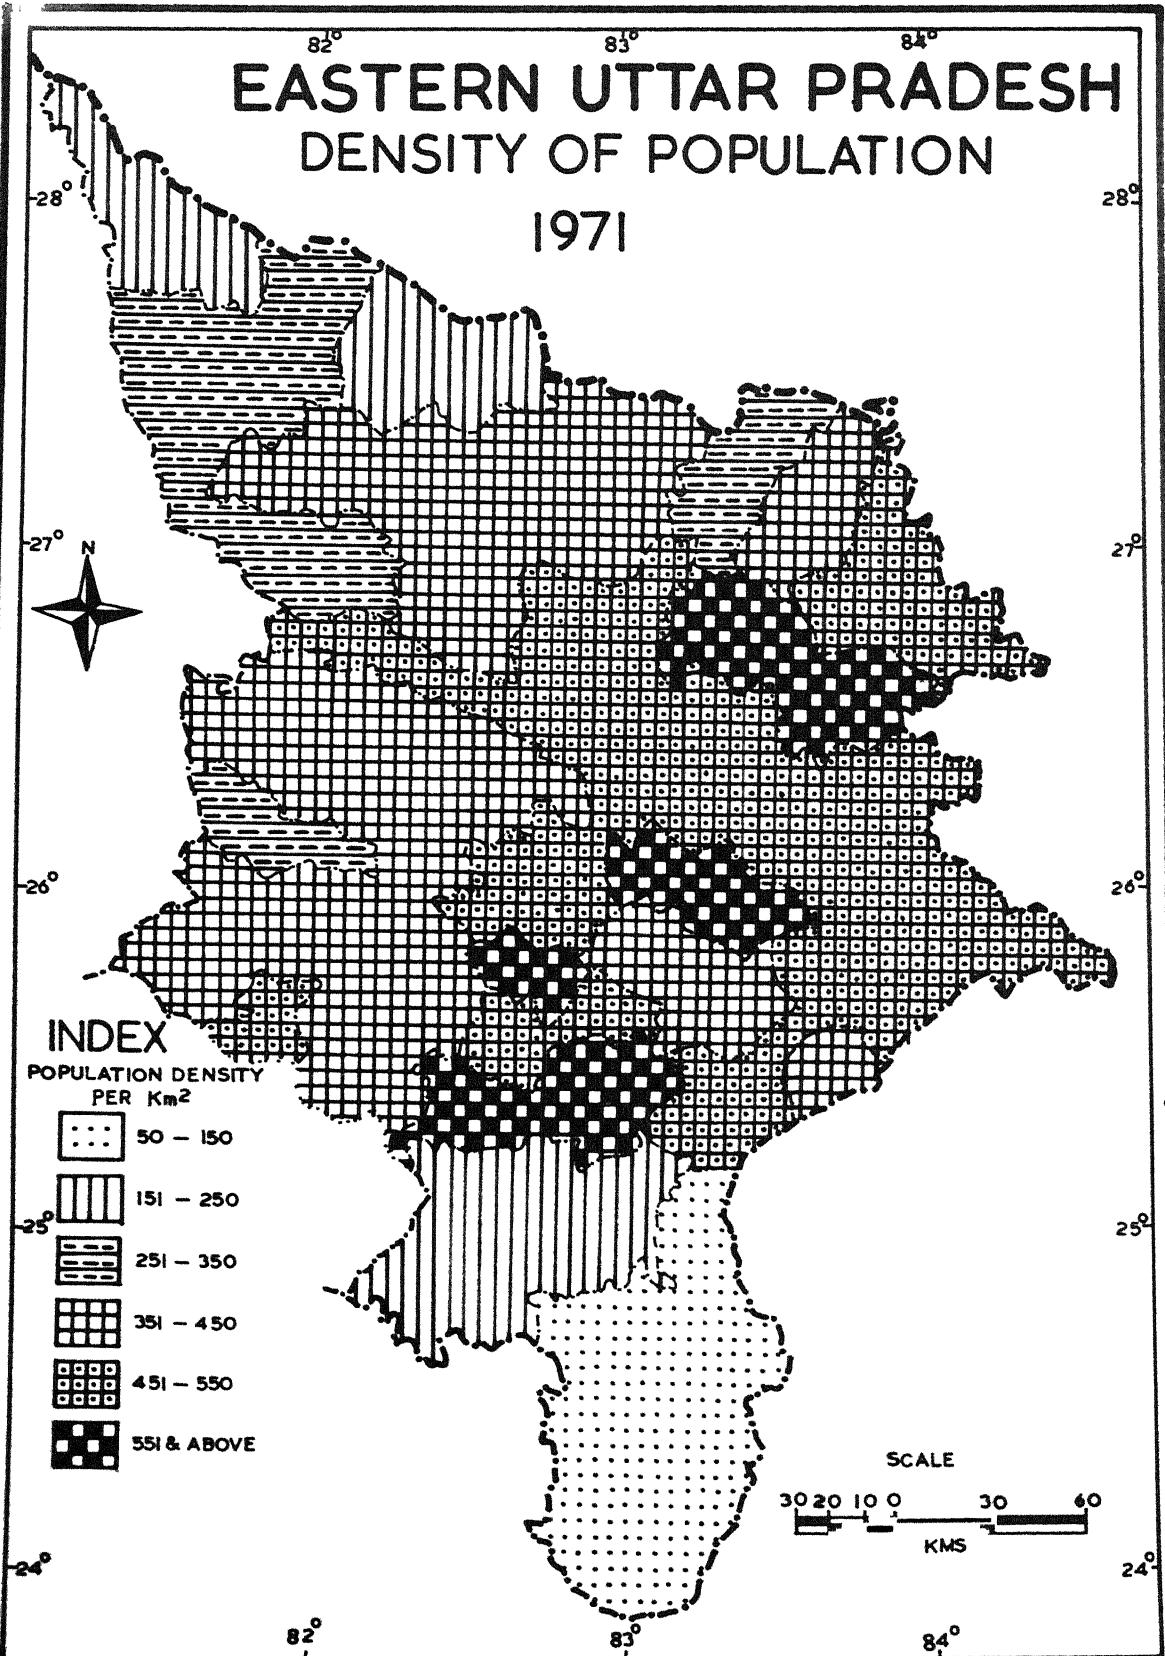 82° 83° 84°
EASTERN UTTAR PRADESH
DENSITY OF POPULATION
1971
28° 28°
27° 27°
N
26° 26°
INDEX
POPULATION DENSITY
PER Km2
50 – 150
151 – 250
25° 25°
251 – 350
351 – 450
451 – 550
551 & ABOVE
SCALE
30 20 10 0 30 60
KMS
24° 24°
82° 83° 84°